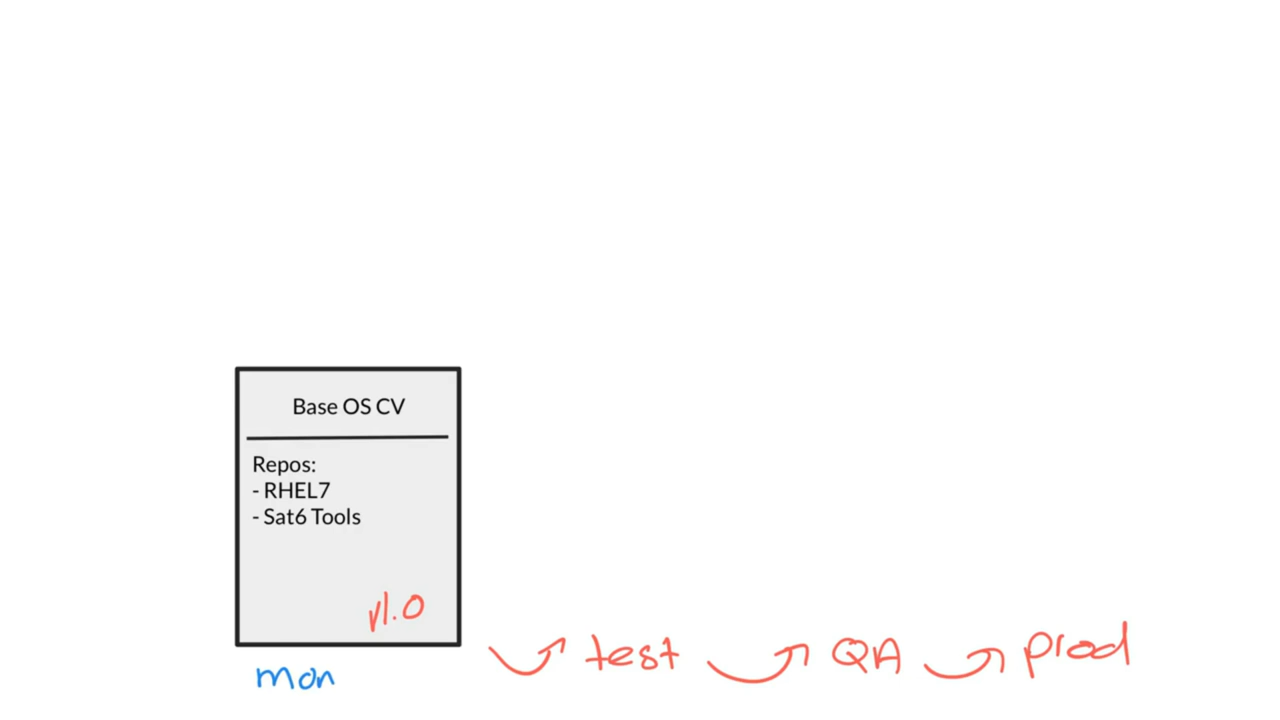 Base OS CV
Repos:
- RHEL7
- Sat6 Tools
v1.0
test QA prod
mon